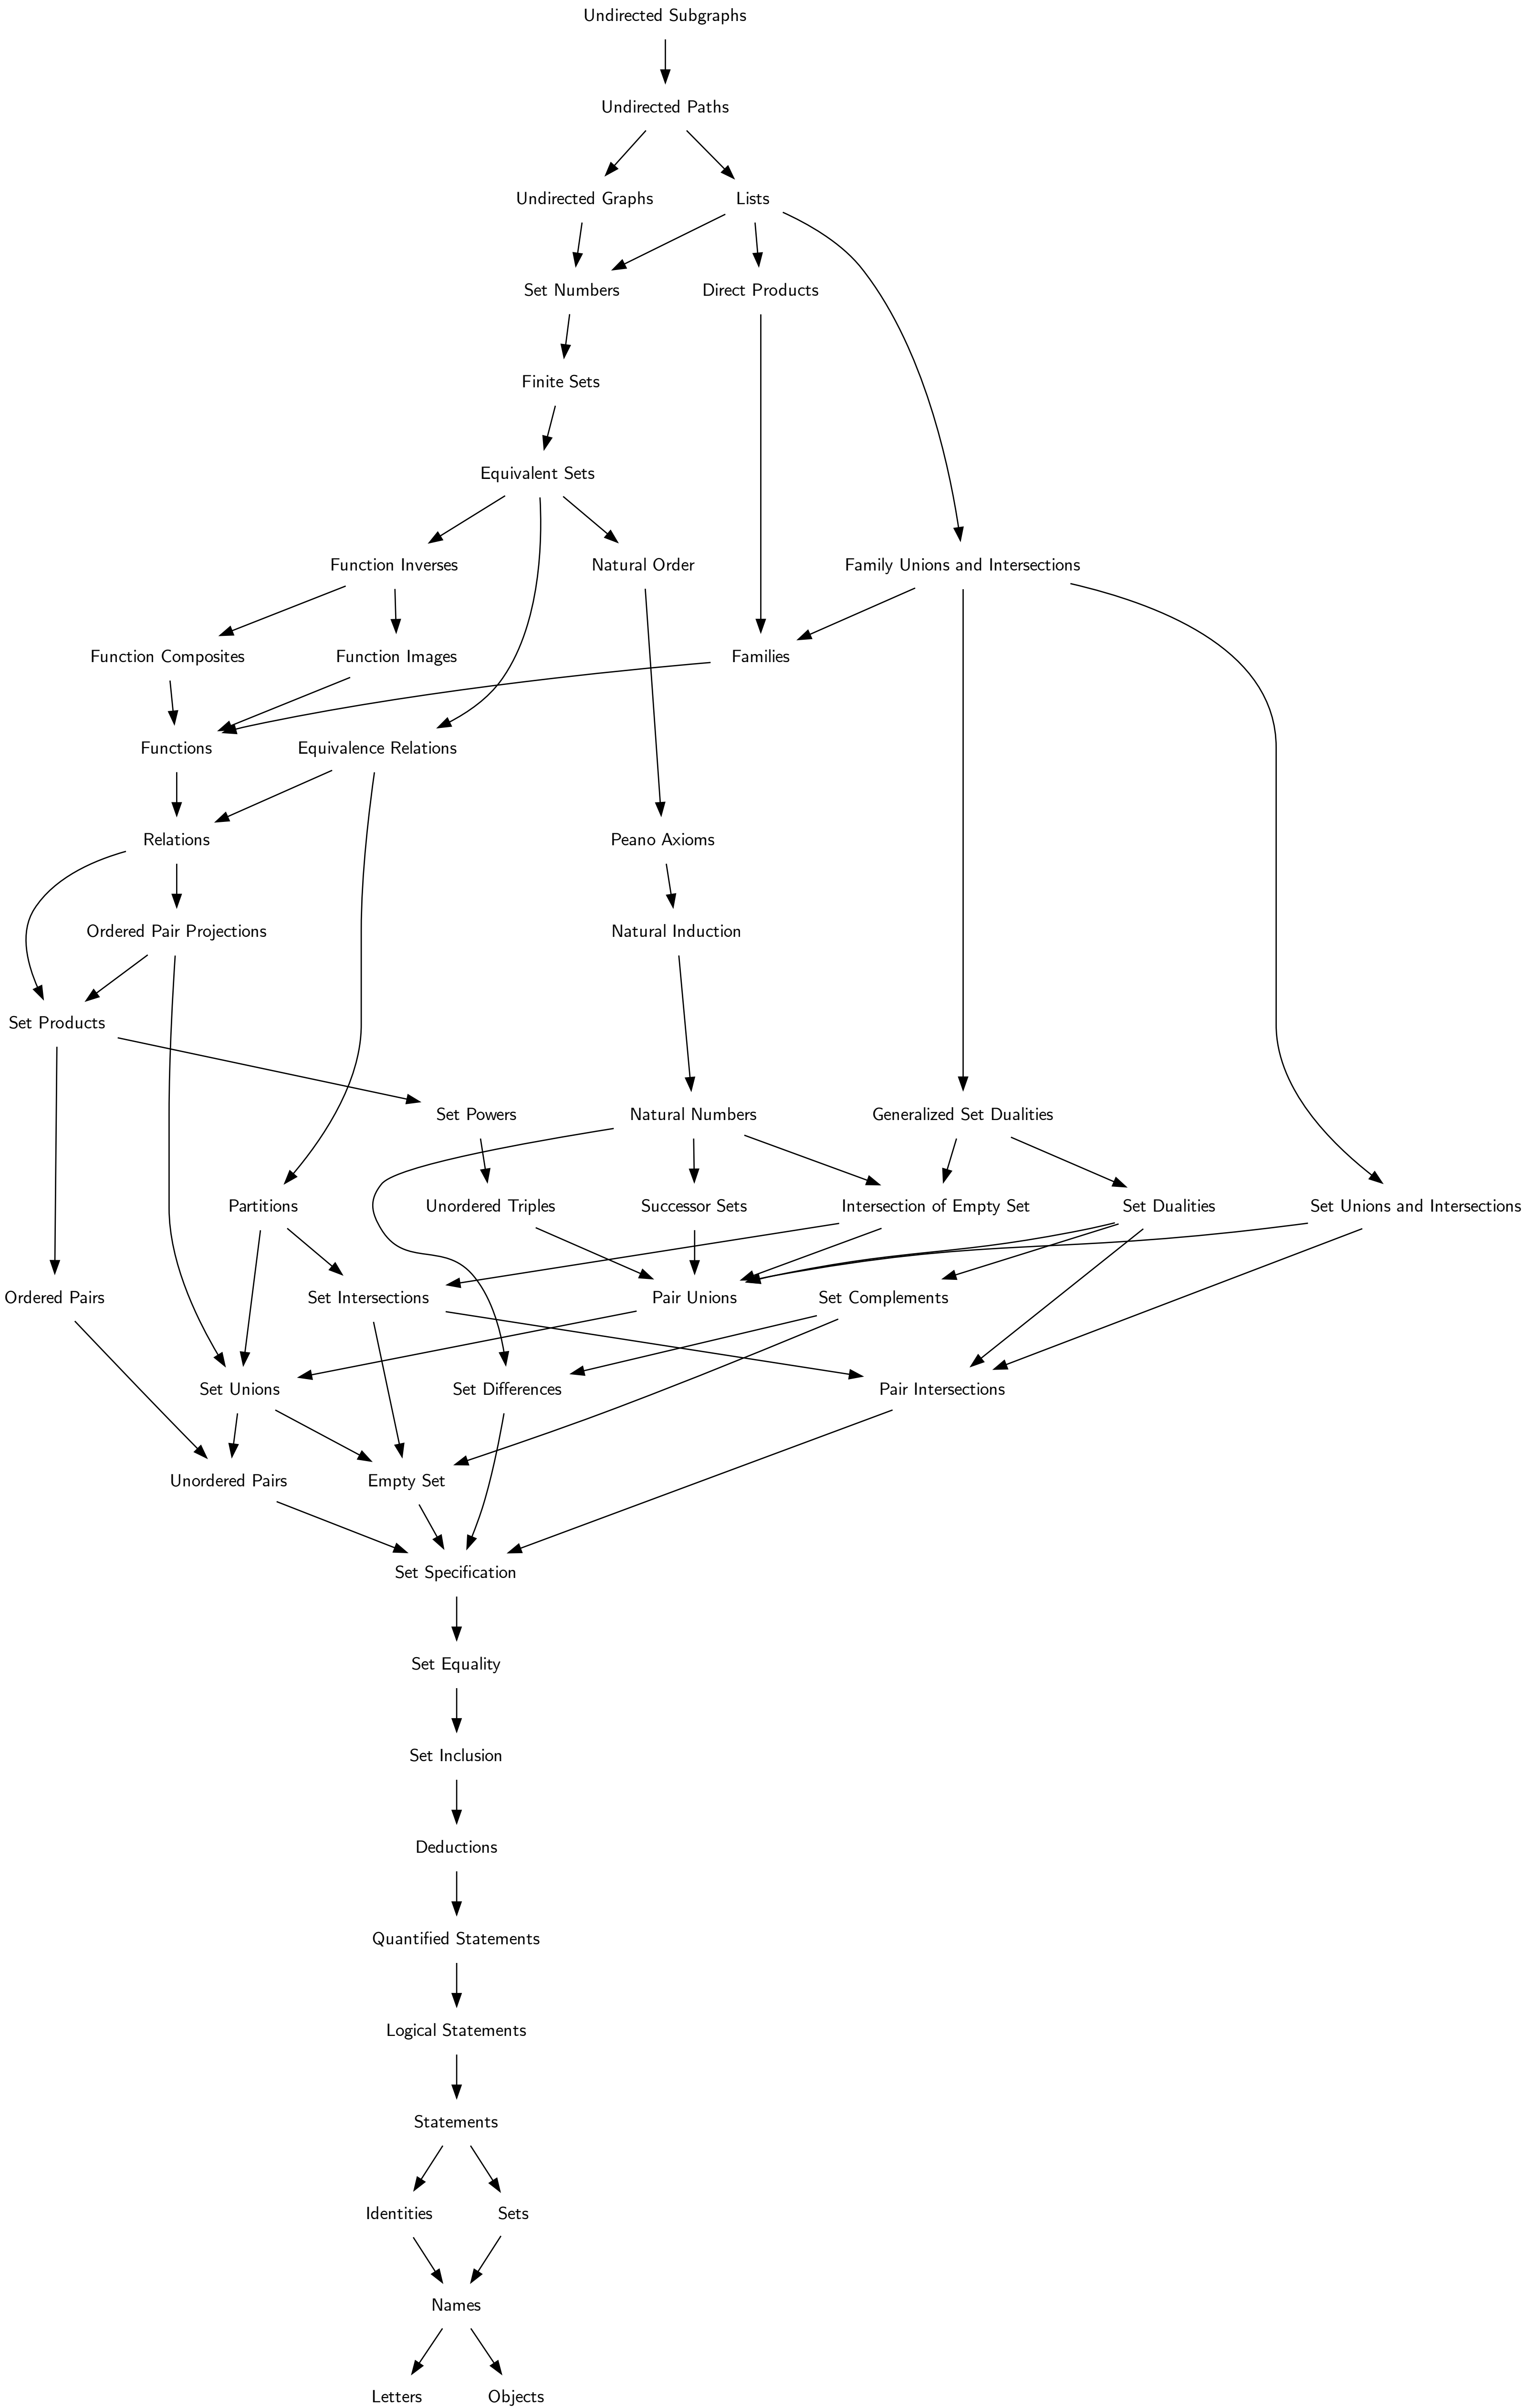 Undirected Subgraphs
Undirected Paths
Undirected Graphs
Lists
Set Numbers
Direct Products
Finite Sets
Equivalent Sets
Function Inverses
Natural Order
Family Unions and Intersections
Function Composites
Function Images
Families
Functions
Equivalence Relations
Relations
Peano Axioms
Ordered Pair Projections
Natural Induction
Set Products
Set Powers
Natural Numbers
Generalized Set Dualities
Partitions
Unordered Triples
Successor Sets
Intersection of Empty Set
Set Dualities
Set Unions and Intersections
Ordered Pairs
Set Intersections
Pair Unions
Set Complements
Set Unions
Set Differences
Pair Intersections
Unordered Pairs
Empty Set
Set Specification
Set Equality
Set Inclusion
Deductions
Quantified Statements
Logical Statements
Statements
Identities
Sets
Names
Letters
Objects